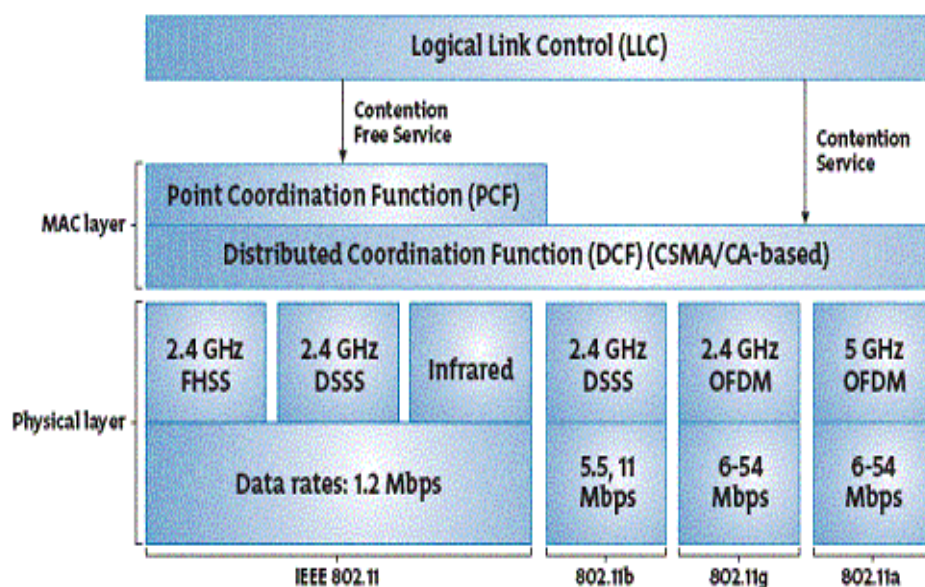 Logical Link Control (LLC)
Contention
Free Service
Contention
Service
Point Coordination Function (PCF)
MAC layer
Distributed Coordination Function (DCF) (CSMA/CA-based)
2.4 GHz
FHSS
2.4 GHz
DSSS
Infrared
2.4 GHz
DSSS
2.4 GHz
OFDM
5 GHz
OFDM
Physical layer
Data rates: 1.2 Mbps
5.5, 11
Mbps
6-54
Mbps
6-54
Mbps
IEEE 802.11
802.11b
802.11g
802.11a